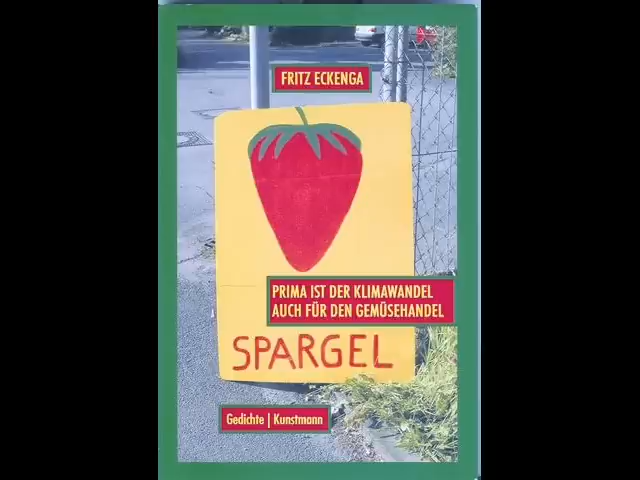 FRITZ ECKENGA
PRIMA IST DER KLIMAWANDEL
AUCH FÜR DEN GEMÜSEHANDEL
SPARGEL
Gedichte | Kunstmann